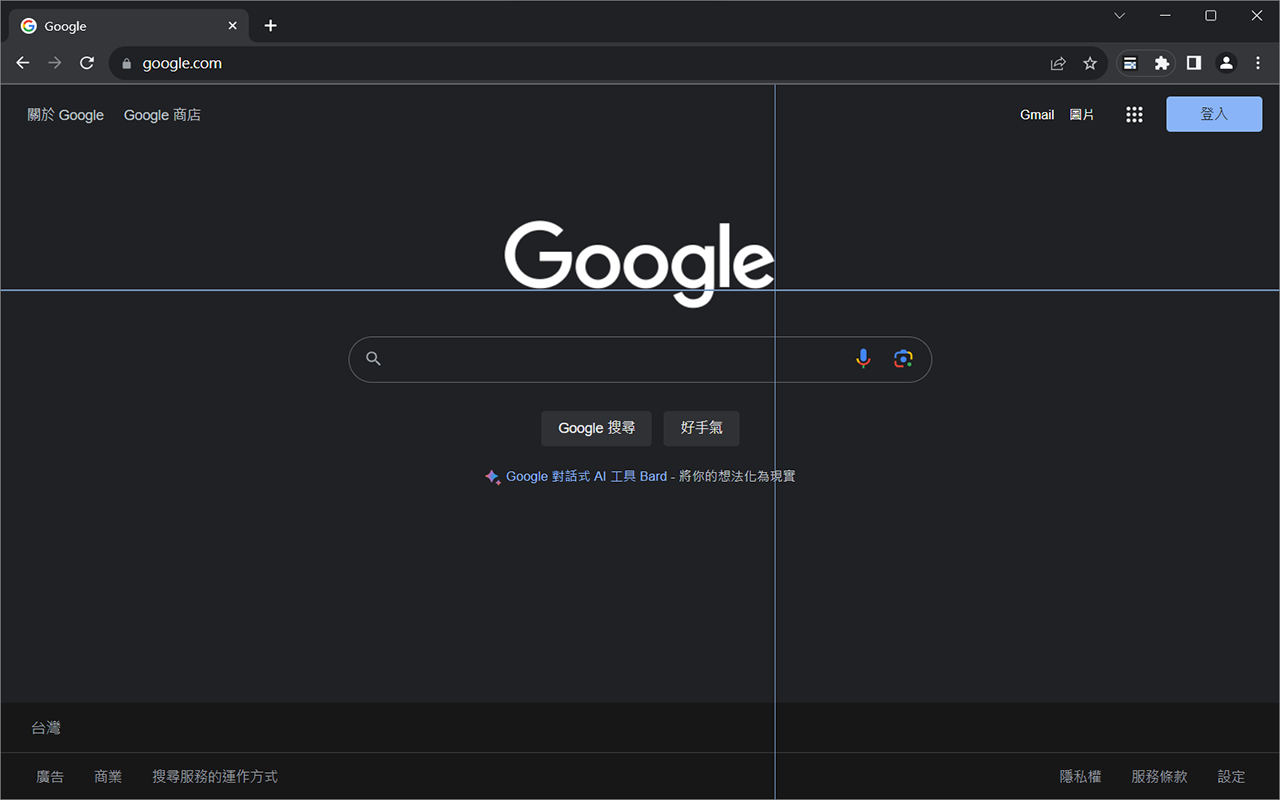 Google
google.com
關於 Google Google 商店 Gmail 圖片 登入
Google
Google 搜尋 好手氣
Google 對話式 AI 工具 Bard - 將你的想法化為現實
台灣
廣告 商業 搜尋服務的運作方式 隱私權 服務條款 設定